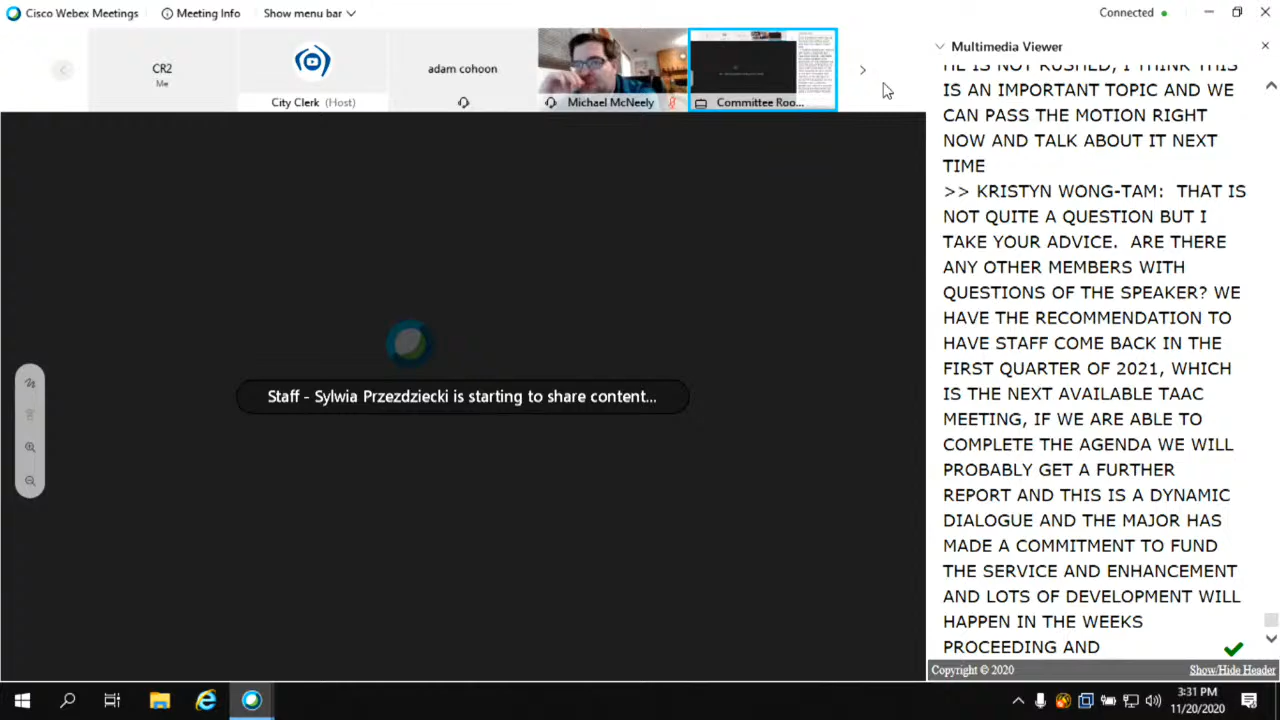 Cisco Webex Meetings
Meeting Info
Show menu bar
Connected
CR2
Me
City Clerk (Host)
adam cohoon
Michael McNeely
Committee Roo...
Staff - Sylwia Przezdziecki is starting to share content...
Multimedia Viewer
IS AN IMPORTANT TOPIC AND WE
CAN PASS THE MOTION RIGHT
NOW AND TALK ABOUT IT NEXT
TIME
>> KRISTYN WONG-TAM: THAT IS
NOT QUITE A QUESTION BUT I
TAKE YOUR ADVICE. ARE THERE
ANY OTHER MEMBERS WITH
QUESTIONS OF THE SPEAKER? WE
HAVE THE RECOMMENDATION TO
HAVE STAFF COME BACK IN THE
FIRST QUARTER OF 2021, WHICH
IS THE NEXT AVAILABLE TAAC
MEETING, IF WE ARE ABLE TO
COMPLETE THE AGENDA WE WILL
PROBABLY GET A FURTHER
REPORT AND THIS IS A DYNAMIC
DIALOGUE AND THE MAJOR HAS
MADE A COMMITMENT TO FUND
THE SERVICE AND ENHANCEMENT
AND LOTS OF DEVELOPMENT WILL
HAPPEN IN THE WEEKS
PROCEEDING AND
Copyright © 2020
Show/Hide Header
3:31 PM
11/20/2020